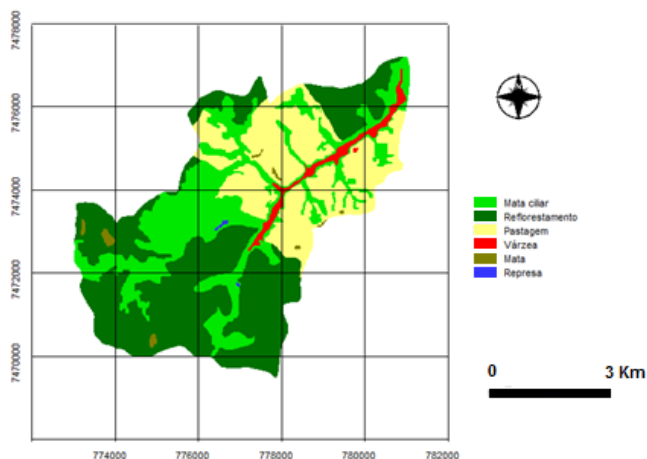 7478000
7476000
7474000
7472000
7470000
774000 776000 778000 780000 782000
Mata ciliar
Reflorestamento
Pastagem
Várzea
Mata
Represa
0 3 Km